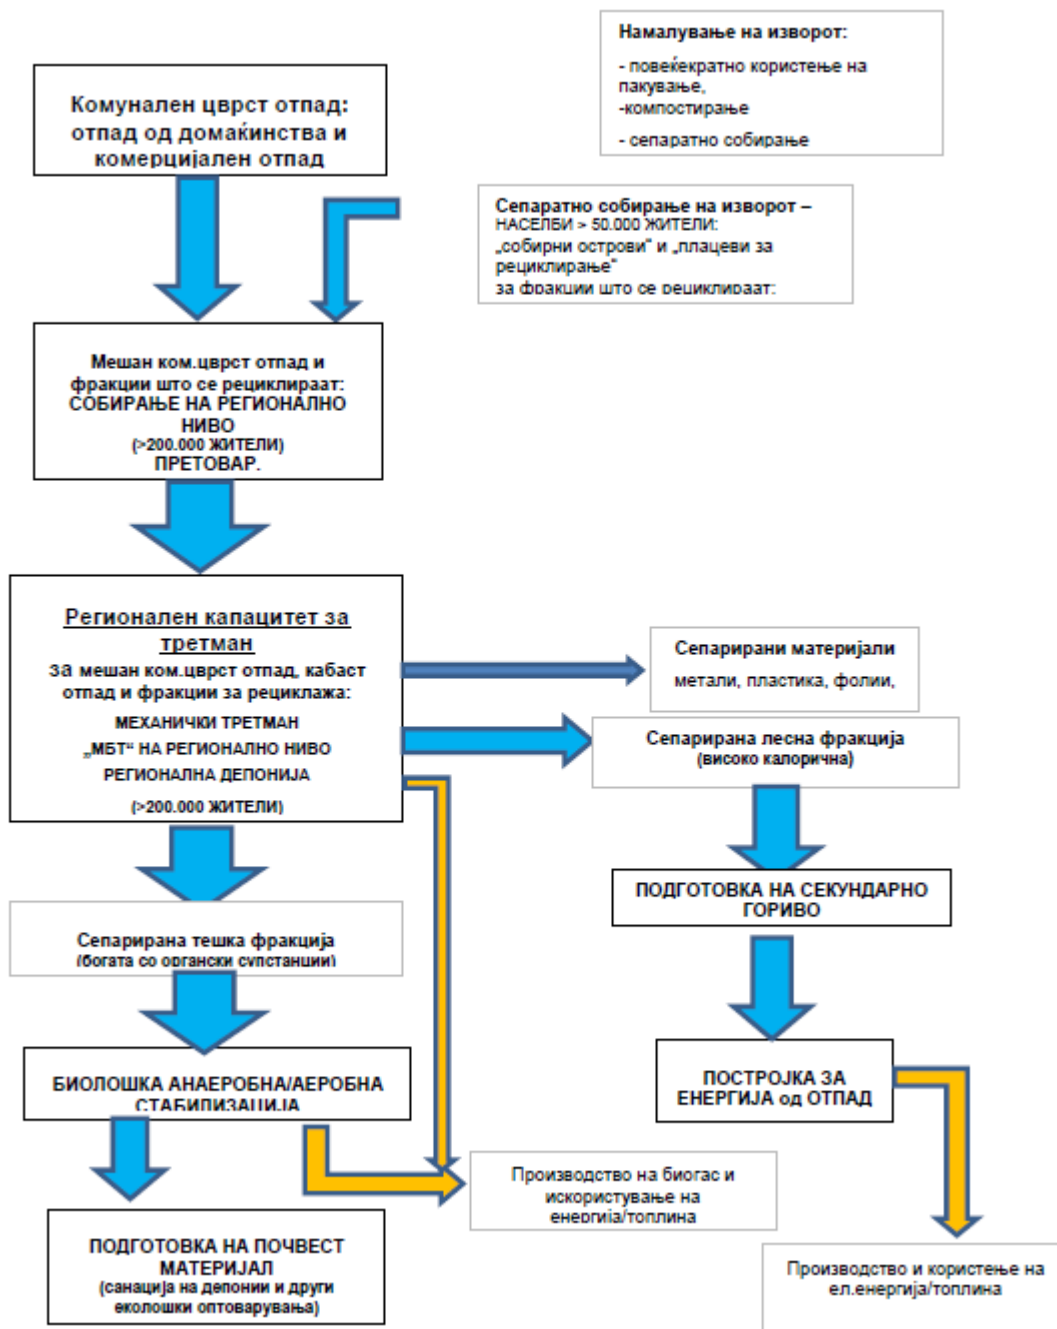 Намалување на изворот:
- повеќекратно користење на
пакување,
-компостирање
- сепаратно собирање
Комунален цврст отпад:
отпад од домаќинства и
комерцијален отпад
Сепаратно собирање на изворот –
НАСЕЛБИ > 50.000 ЖИТЕЛИ:
„собирни острови“ и „плацеви за
рециклирање“
за фракции што се рециклираат:
Мешан ком.цврст отпад и
фракции што се рециклираат:
СОБИРАЊЕ НА РЕГИОНАЛНО
НИВО
(>200.000 ЖИТЕЛИ)
ПРЕТОВАР.
Регионален капацитет за
третман
за мешан ком.цврст отпад, кабаст
отпад и фракции за рециклажа:
МЕХАНИЧКИ ТРЕТМАН
„МБТ“ НА РЕГИОНАЛНО НИВО
РЕГИОНАЛНА ДЕПОНИЈА
(>200.000 ЖИТЕЛИ)
Сепарирани материјали
метали, пластика, фолии,
Сепарирана лесна фракција
(високо калорична)
ПОДГОТОВКА НА СЕКУНДАРНО
ГОРИВО
Сепарирана тешка фракција
(богата со органски супстанции)
БИОЛОШКА АНАЕРОБНА/АЕРОБНА
СТАБИЛИЗАЦИЈА
ПОСТРОЈКА ЗА
ЕНЕРГИЈА од ОТПАД
Производство на биогас и
искористување на
енергија/топлина
ПОДГОТОВКА НА ПОЧВЕСТ
МАТЕРИЈАЛ
(санација на депонии и други
еколошки оптоварувања)
Производство и користење на
ел.енергија/топлина